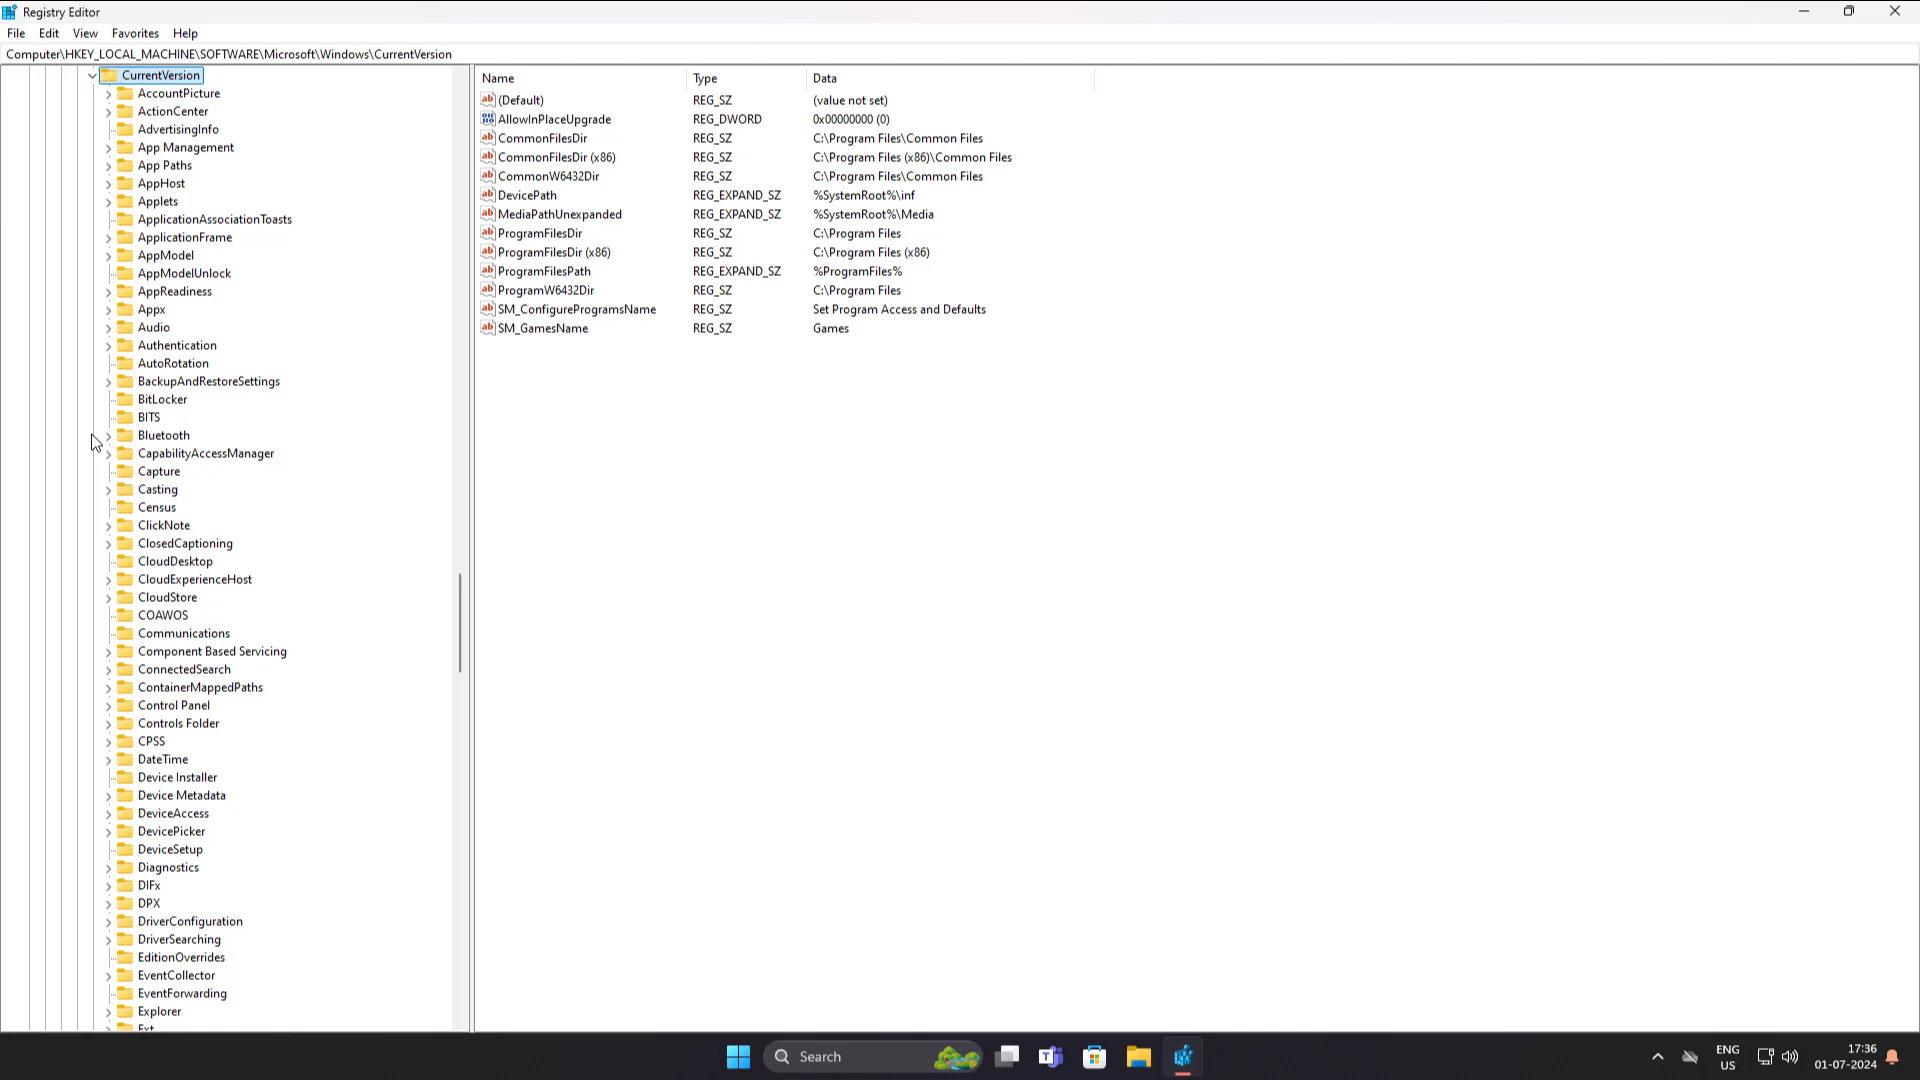 Registry Editor
File Edit View Favorites Help
Computer\HKEY_LOCAL_MACHINE\SOFTWARE\Microsoft\Windows\CurrentVersion
CurrentVersion
AccountPicture
ActionCenter
AdvertisingInfo
App Management
App Paths
AppHost
Applets
ApplicationAssociationToasts
ApplicationFrame
AppModel
AppModelUnlock
AppReadiness
Appx
Audio
Authentication
AutoRotation
BackupAndRestoreSettings
BitLocker
BITS
Bluetooth
CapabilityAccessManager
Capture
Casting
Census
ClickNote
ClosedCaptioning
CloudDesktop
CloudExperienceHost
CloudStore
COAWOS
Communications
Component Based Servicing
ConnectedSearch
ContainerMappedPaths
Control Panel
Controls Folder
CPSS
DateTime
Device Installer
Device Metadata
DeviceAccess
DevicePicker
DeviceSetup
Diagnostics
DIFx
DPX
DriverConfiguration
DriverSearching
EditionOverrides
EventCollector
EventForwarding
Explorer
Ext
Name Type Data
(Default) REG_SZ (value not set)
AllowInPlaceUpgrade REG_DWORD 0x00000000 (0)
CommonFilesDir REG_SZ C:\Program Files\Common Files
CommonFilesDir (x86) REG_SZ C:\Program Files (x86)\Common Files
CommonW6432Dir REG_SZ C:\Program Files\Common Files
DevicePath REG_EXPAND_SZ %SystemRoot%\inf
MediaPathUnexpanded REG_EXPAND_SZ %SystemRoot%\Media
ProgramFilesDir REG_SZ C:\Program Files
ProgramFilesDir (x86) REG_SZ C:\Program Files (x86)
ProgramFilesPath REG_EXPAND_SZ %ProgramFiles%
ProgramW6432Dir REG_SZ C:\Program Files
SM_ConfigureProgramsName REG_SZ Set Program Access and Defaults
SM_GamesName REG_SZ Games
Search
ENG
US
17:36
01-07-2024